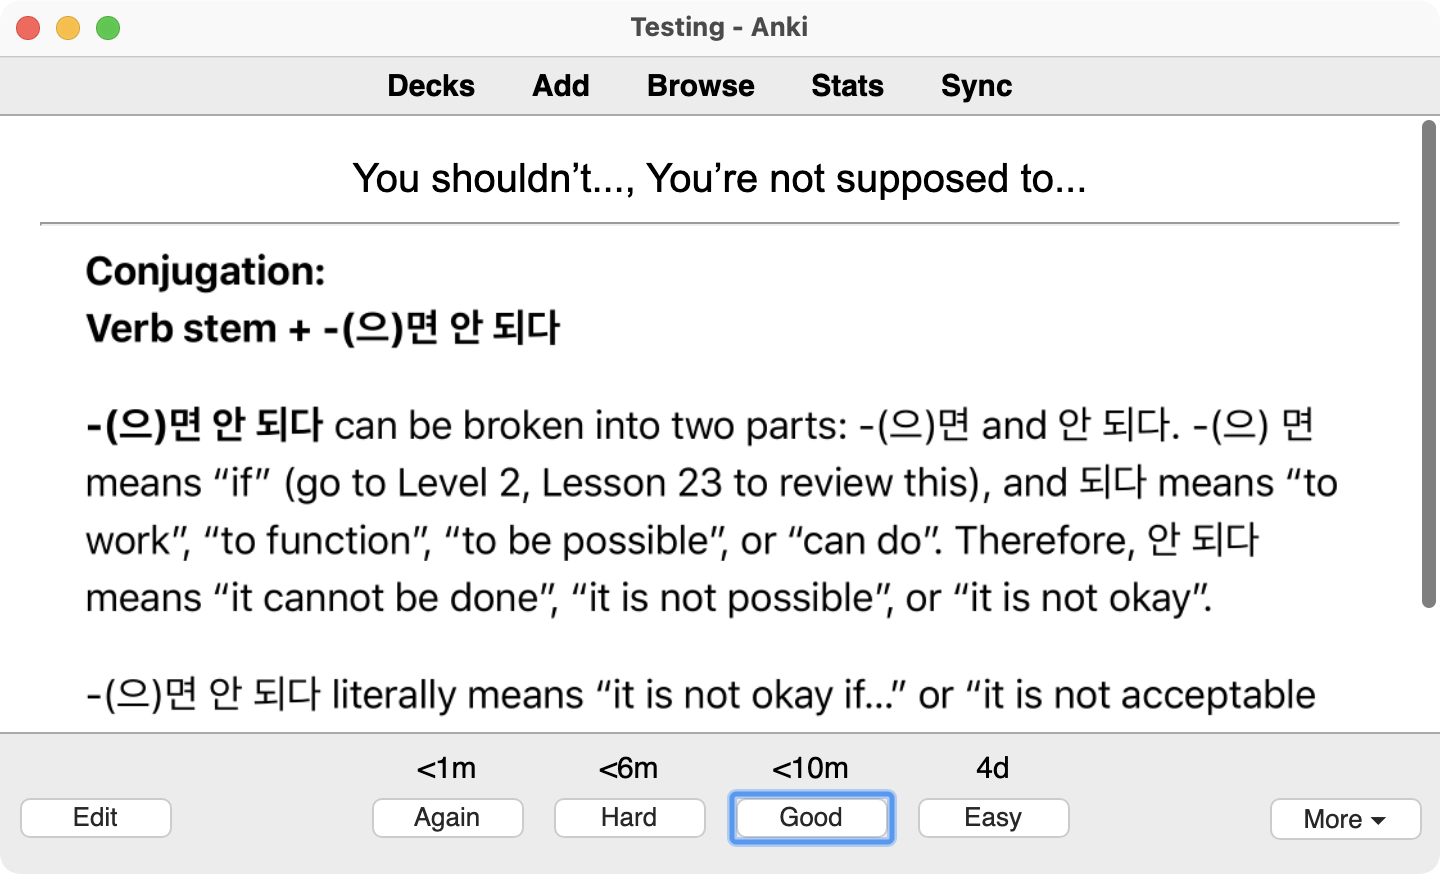 Testing - Anki
Decks Add Browse Stats Sync
You shouldn’t..., You’re not supposed to...
Conjugation:
Verb stem + -(으)면 안 되다
-(으)면 안 되다 can be broken into two parts: -(으)면 and 안 되다. -(으) 면
means “if” (go to Level 2, Lesson 23 to review this), and 되다 means “to
work”, “to function”, “to be possible”, or “can do”. Therefore, 안 되다
means “it cannot be done”, “it is not possible”, or “it is not okay”.
-(으)면 안 되다 literally means “it is not okay if...” or “it is not acceptable
<1m <6m <10m 4d
Edit Again Hard Good Easy More